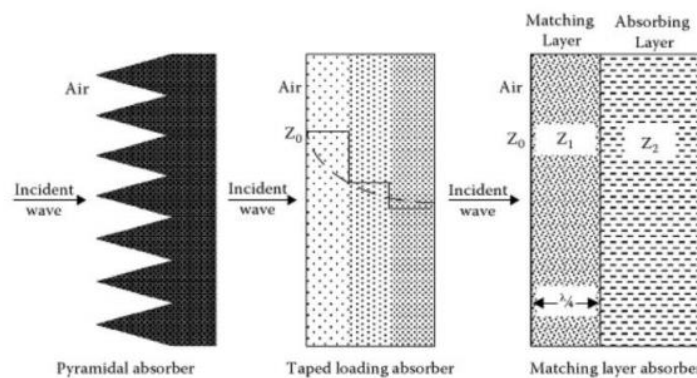 Matching
Layer
Absorbing
Layer
Air
Air
Air
Z0
Z0
Z1
Z2
Incident
wave
Incident
wave
Incident
wave
λ/4
Pyramidal absorber
Taped loading absorber
Matching layer absorber